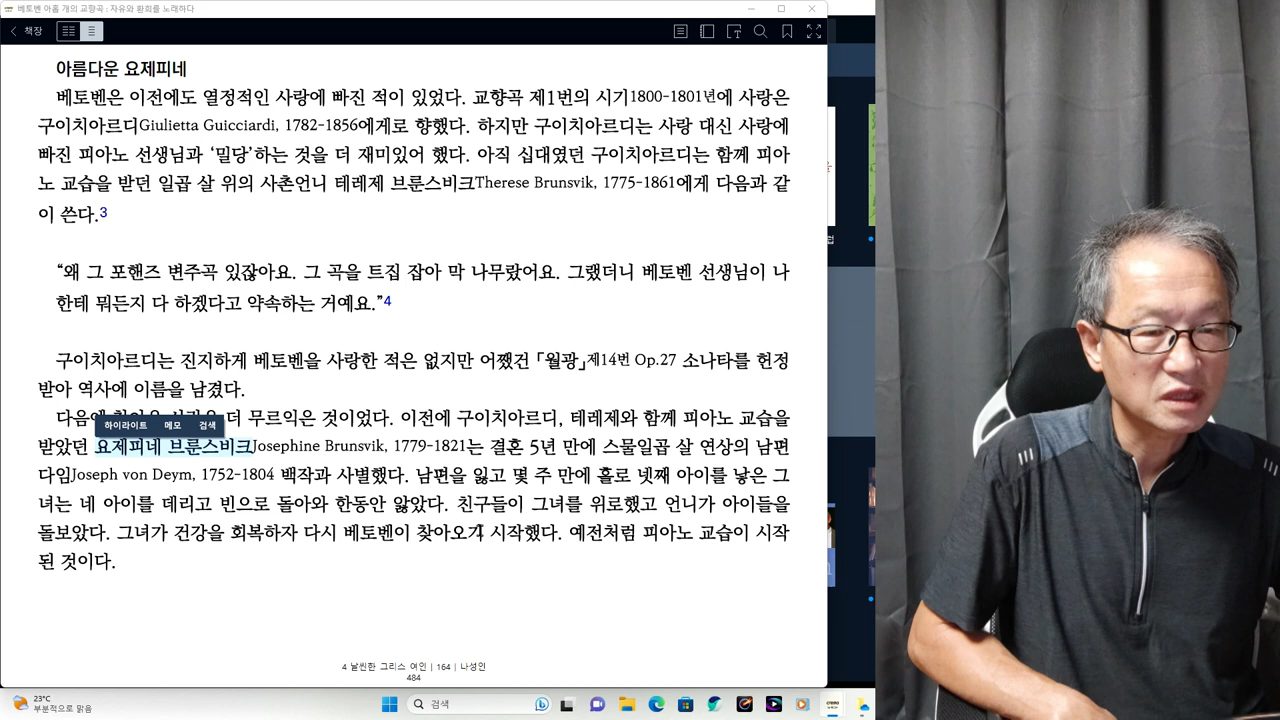 베토벤 아홉 개의 교향곡 : 자유와 환희를 노래하다
책장
아름다운 요제피네
베토벤은 이전에도 열정적인 사랑에 빠진 적이 있었다. 교향곡 제1번의 시기1800-1801년에 사랑은
구이치아르디Giulietta Guicciardi, 1782-1856에게로 향했다. 하지만 구이치아르디는 사랑 대신 사랑에
빠진 피아노 선생님과 ‘밀당’하는 것을 더 재미있어 했다. 아직 십대였던 구이치아르디는 함께 피아
노 교습을 받던 일곱 살 위의 사촌언니 테레제 브룬스비크Therese Brunsvik, 1775-1861에게 다음과 같
이 쓴다.3
“왜 그 포핸즈 변주곡 있잖아요. 그 곡을 트집 잡아 막 나무랐어요. 그랬더니 베토벤 선생님이 나
한테 뭐든지 다 하겠다고 약속하는 거예요.”4
구이치아르디는 진지하게 베토벤을 사랑한 적은 없지만 어쨌건 「월광」제14번 Op.27 소나타를 헌정
받아 역사에 이름을 남겼다.
다음에 더 무르익은 것이었다. 이전에 구이치아르디, 테레제와 함께 피아노 교습을
하이라이트 메모 검색
받았던 요제피네 브룬스비크Josephine Brunsvik, 1779-1821는 결혼 5년 만에 스물일곱 살 연상의 남편
다임Joseph von Deym, 1752-1804 백작과 사별했다. 남편을 잃고 몇 주 만에 홀로 넷째 아이를 낳은 그
녀는 네 아이를 데리고 빈으로 돌아와 한동안 앓았다. 친구들이 그녀를 위로했고 언니가 아이들을
돌보았다. 그녀가 건강을 회복하자 다시 베토벤이 찾아오기 시작했다. 예전처럼 피아노 교습이 시작
된 것이다.
4 날씬한 그리스 여인 | 164 | 나성인
484
23°C
부분적으로 맑음
검색